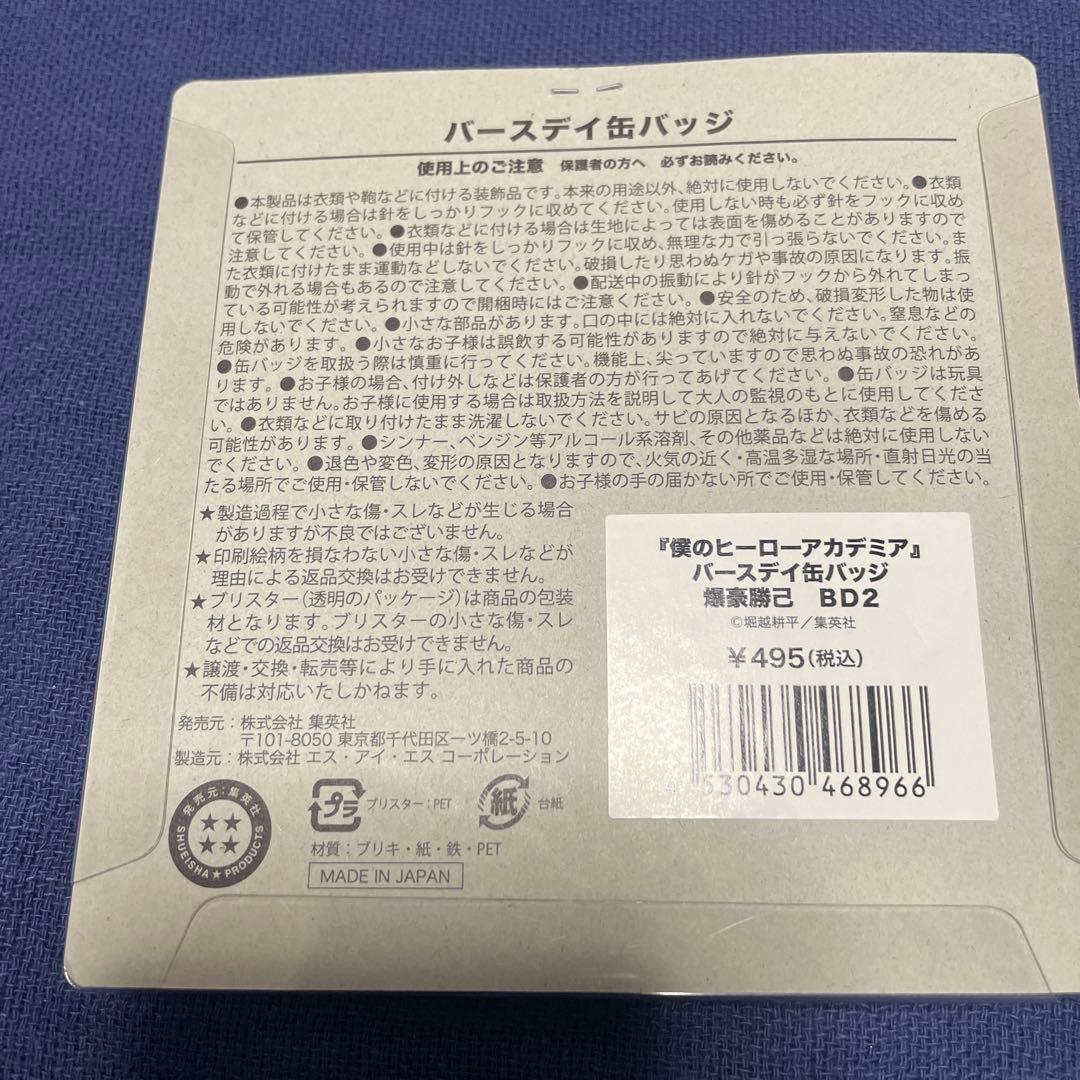 バースデイ缶バッジ
使用上のご注意 保護者の方へ 必ずお読みください。
●本製品は衣類や鞄などに付ける装飾品です。本来の用途以外、絶対に使用しないでください。●衣類
などに付ける場合は針をしっかりフックに収めてください。使用しない時も必ず針をフックに収め
て保管してください。●衣類などに付ける場合は生地によっては表面を傷めることがありますので
注意してください。●使用中は針をしっかりフックに収め、無理な力で引っ張らないでください。ま
た衣類に付けたまま運動などしないでください。破損したり思わぬケガや事故の原因になります。振
動で外れる場合もあるので注意してください。●配送中の振動により針がフックから外れてしまっ
ている可能性が考えられますので開梱時にはご注意ください。●安全のため、破損変形した物は使
用しないでください。●小さな部品があります。口の中には絶対に入れないでください。窒息などの
危険があります。●小さなお子様は誤飲する可能性がありますので絶対に与えないでください。
●缶バッジを取扱う際は慎重に行ってください。機能上、尖っていますので思わぬ事故の恐れがあ
ります。●お子様の場合、付け外しなどは保護者の方が行ってあげてください。●缶バッジは玩具
ではありません。お子様に使用する場合は取扱方法を説明して大人の監視のもとに使用してくださ
い。●衣類などに取り付けたまま洗濯しないでください。サビの原因となるほか、衣類などを傷める
可能性があります。●シンナー、ベンジン等アルコール系溶剤、その他薬品などは絶対に使用しない
でください。●退色や変色、変形の原因となりますので、火気の近く・高温多湿な場所・直射日光の当
たる場所でご使用・保管しないでください。●お子様の手の届かない所でご使用・保管してください。
★製造過程で小さな傷・スレなどが生じる場合
がありますが不良ではございません。
★印刷絵柄を損なわない小さな傷・スレなどが
理由による返品交換はお受けできません。
★ブリスター(透明のパッケージ)は商品の包装
材となります。ブリスターの小さな傷・スレ
などでの返品交換はお受けできません。
★譲渡・交換・転売等により手に入れた商品の
不備は対応いたしかねます。
発売元:株式会社 集英社
〒101-8050 東京都千代田区一ツ橋2-5-10
製造元:株式会社 エス・アイ・エス コーポレーション
発売元:集英社
SHUEISHA★PRODUCTS
プラ ブリスター:PET 紙 台紙
材質:ブリキ・紙・鉄・PET
MADE IN JAPAN
『僕のヒーローアカデミア』
バースデイ缶バッジ
爆豪勝己 BD2
©堀越耕平/集英社
¥495(税込)
4 530430 468966